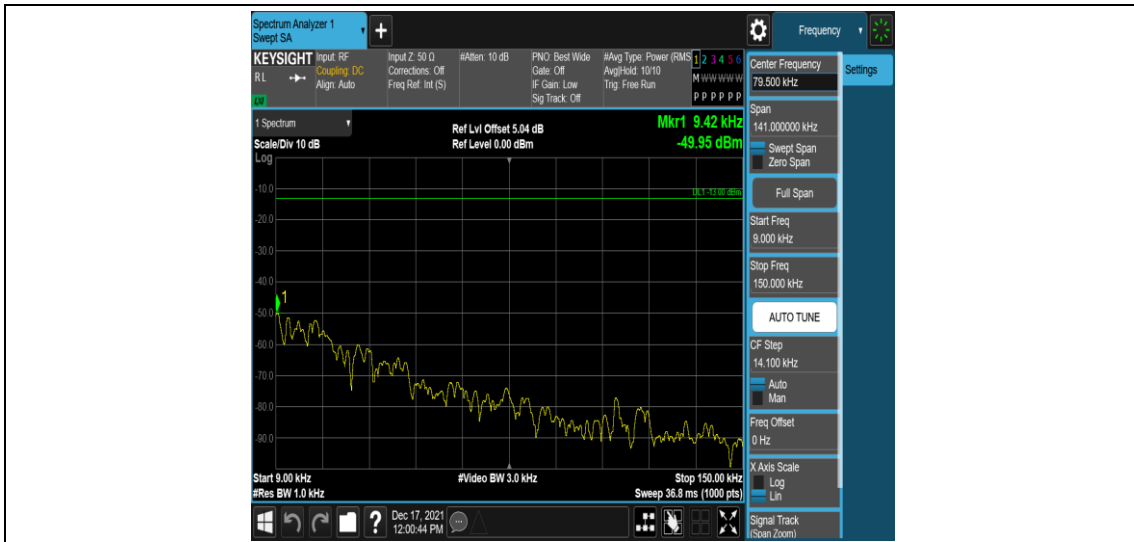 Spectrum Analyzer 1
Swept SA
Frequency
KEYSIGHT
RL
LXI
Input: RF
Coupling: DC
Align: Auto
Input Z: 50 Ω
Corrections: Off
Freq Ref: Int (S)
#Atten: 10 dB
PNO: Best Wide
Gate: Off
IF Gain: Low
Sig Track: Off
#Avg Type: Power (RMS
Avg|Hold: 10/10
Trig: Free Run
1 2 3 4 5 6
M W W W W W
P P P P P P
1 Spectrum
Scale/Div 10 dB
Ref Lvl Offset 5.04 dB
Ref Level 0.00 dBm
Mkr1 9.42 kHz
-49.95 dBm
Log
DL1 -13.00 dBm
-10.0
-20.0
-30.0
-40.0
-50.0
-60.0
-70.0
-80.0
-90.0
1
Start 9.00 kHz
#Res BW 1.0 kHz
#Video BW 3.0 kHz
Stop 150.00 kHz
Sweep 36.8 ms (1000 pts)
Center Frequency
79.500 kHz
Settings
Span
141.000000 kHz
Swept Span
Zero Span
Full Span
Start Freq
9.000 kHz
Stop Freq
150.000 kHz
AUTO TUNE
CF Step
14.100 kHz
Auto
Man
Freq Offset
0 Hz
X Axis Scale
Log
Lin
Signal Track
(Span Zoom)
?
Dec 17, 2021
12:00:44 PM